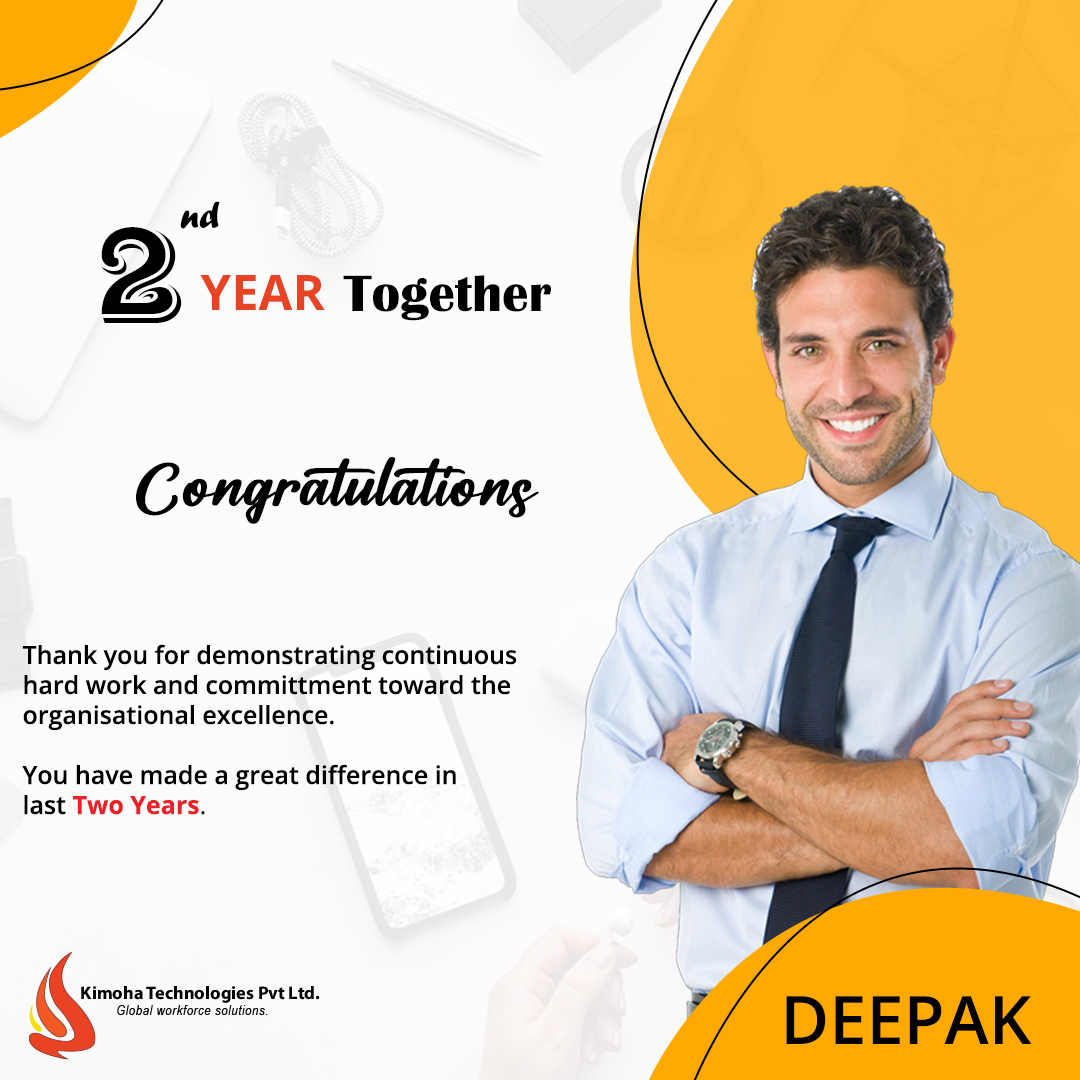 2nd YEAR Together
Congratulations
Thank you for demonstrating continuous
hard work and committment toward the
organisational excellence.
You have made a great difference in
last Two Years.
Kimoha Technologies Pvt Ltd.
Global workforce solutions.
DEEPAK